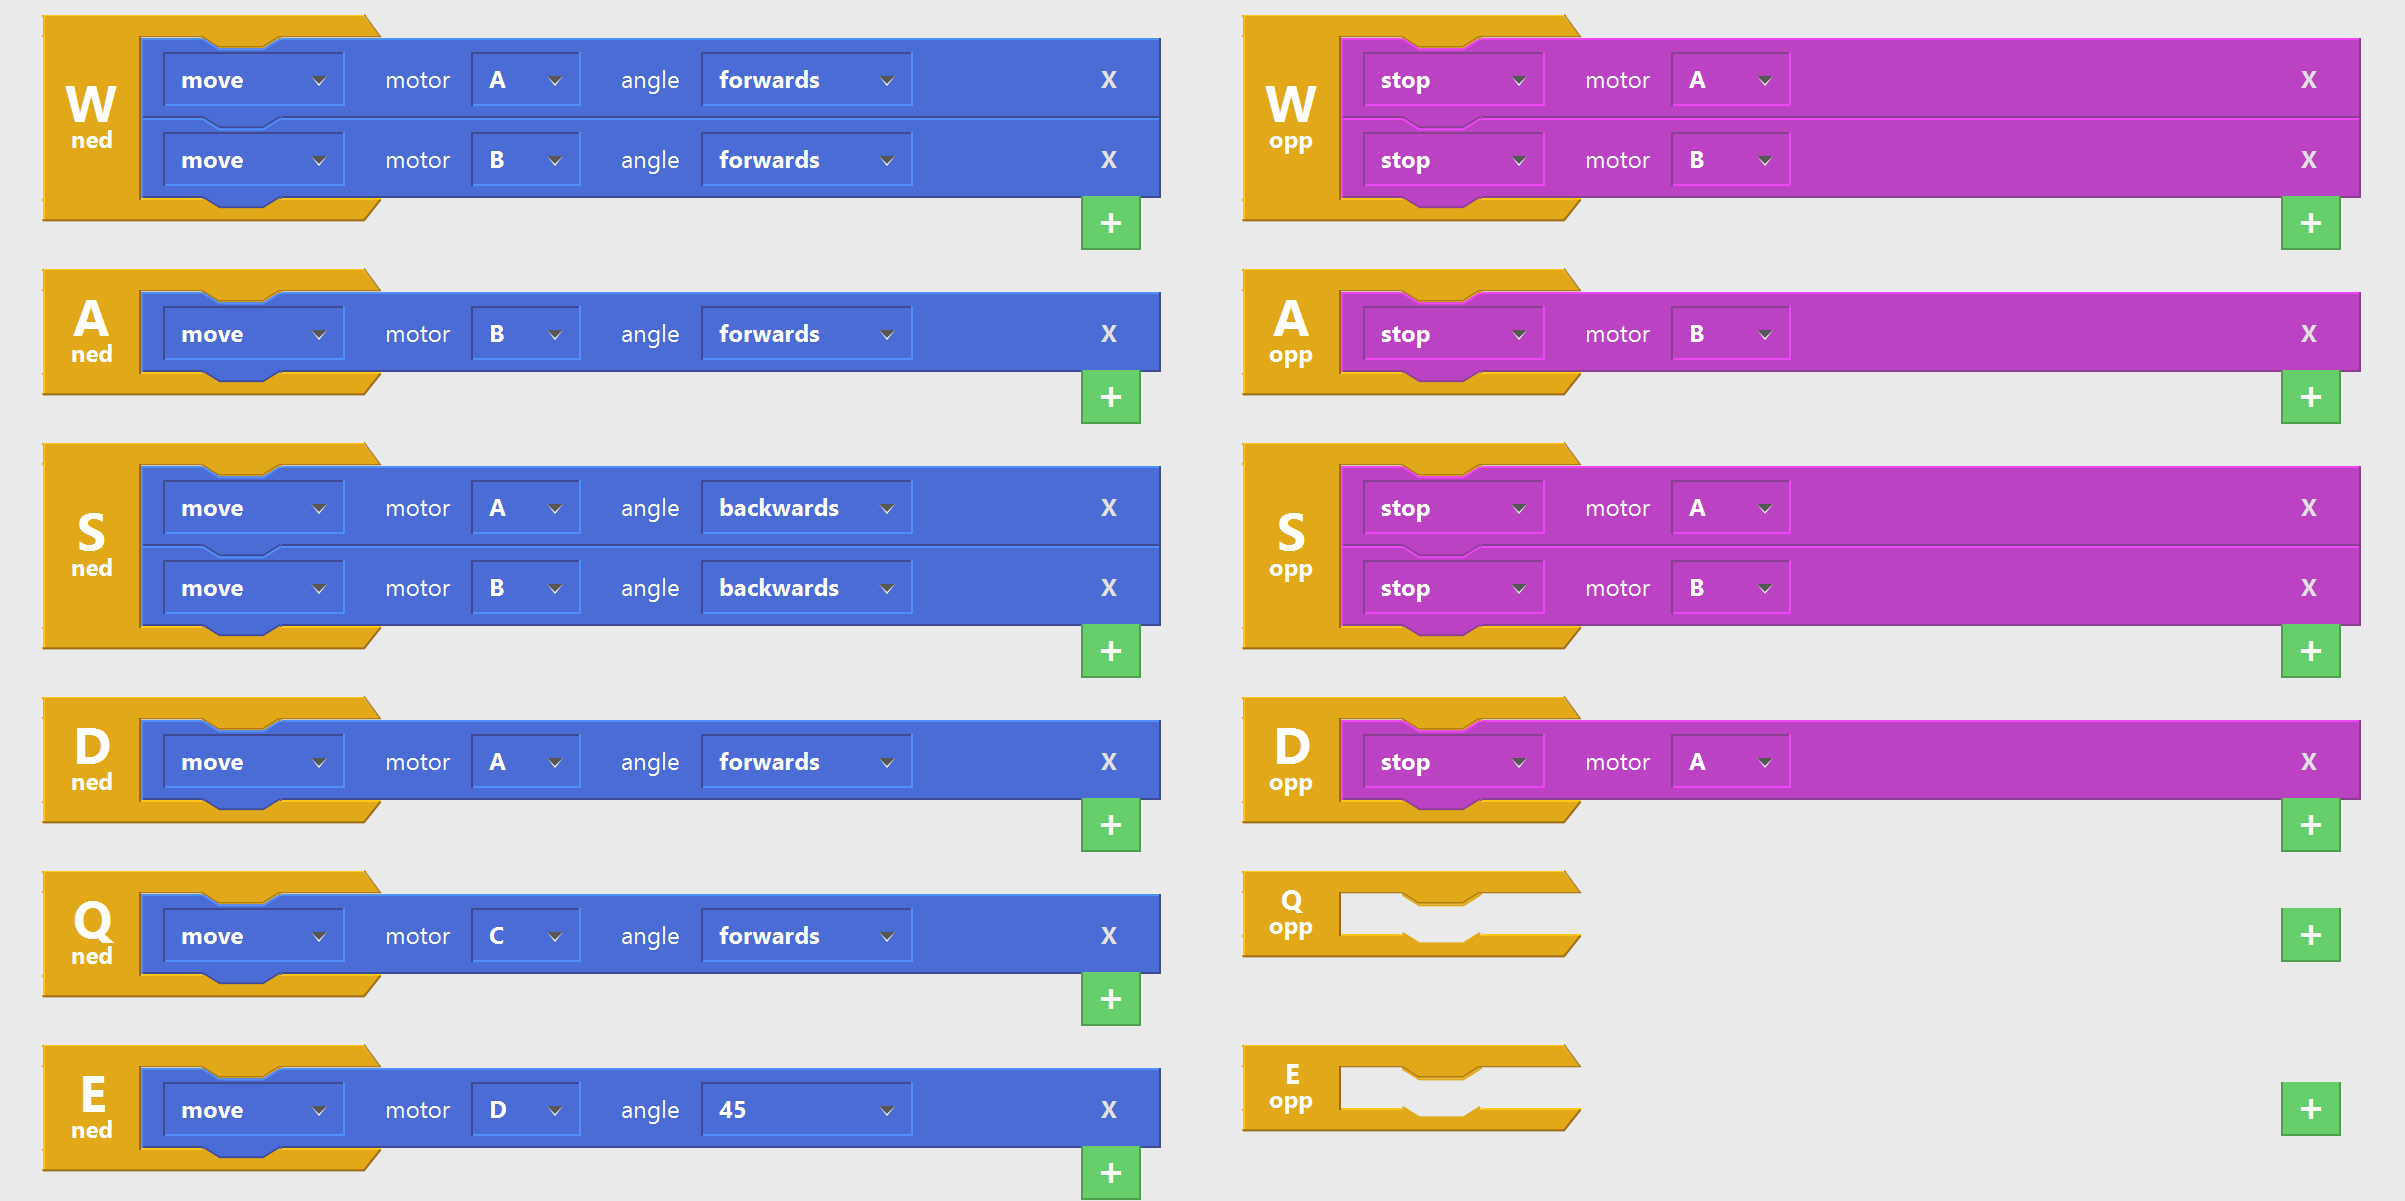 W ned
move motor A angle forwards X
move motor B angle forwards X
+
W opp
stop motor A X
stop motor B X
+
A ned
move motor B angle forwards X
+
A opp
stop motor B X
+
S ned
move motor A angle backwards X
move motor B angle backwards X
+
S opp
stop motor A X
stop motor B X
+
D ned
move motor A angle forwards X
+
D opp
stop motor A X
+
Q ned
move motor C angle forwards X
+
Q opp
+
E ned
move motor D angle 45 X
+
E opp
+